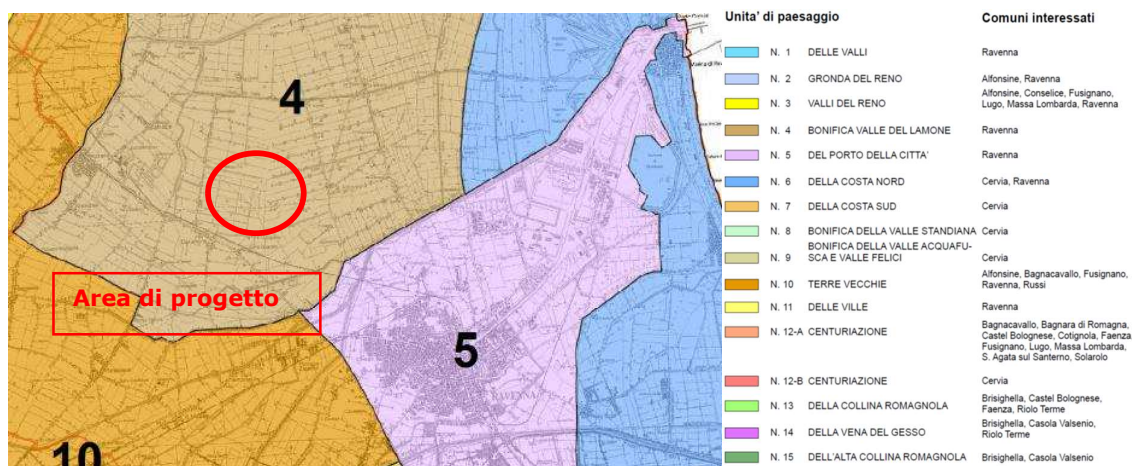 4
Area di progetto
5
RAVENNA
10
Unita' di paesaggio Comuni interessati
N. 1 DELLE VALLI Ravenna
N. 2 GRONDA DEL RENO Alfonsine, Ravenna
N. 3 VALLI DEL RENO Alfonsine, Conselice, Fusignano,
Lugo, Massa Lombarda, Ravenna
N. 4 BONIFICA VALLE DEL LAMONE Ravenna
N. 5 DEL PORTO DELLA CITTA' Ravenna
N. 6 DELLA COSTA NORD Cervia, Ravenna
N. 7 DELLA COSTA SUD Cervia
N. 8 BONIFICA DELLA VALLE STANDIANA Cervia
N. 9 BONIFICA DELLA VALLE ACQUAFU-
SCA E VALLE FELICI Cervia
N. 10 TERRE VECCHIE Alfonsine, Bagnacavallo, Fusignano,
Ravenna, Russi
N. 11 DELLE VILLE Ravenna
N. 12-A CENTURIAZIONE Bagnacavallo, Bagnara di Romagna,
Castel Bolognese, Cotignola, Faenza
Fusignano, Lugo, Massa Lombarda,
S. Agata sul Santerno, Solarolo
N. 12-B CENTURIAZIONE Cervia
N. 13 DELLA COLLINA ROMAGNOLA Brisighella, Castel Bolognese,
Faenza, Riolo Terme
N. 14 DELLA VENA DEL GESSO Brisighella, Casola Valsenio,
Riolo Terme
N. 15 DELL'ALTA COLLINA ROMAGNOLA Brisighella, Casola Valsenio